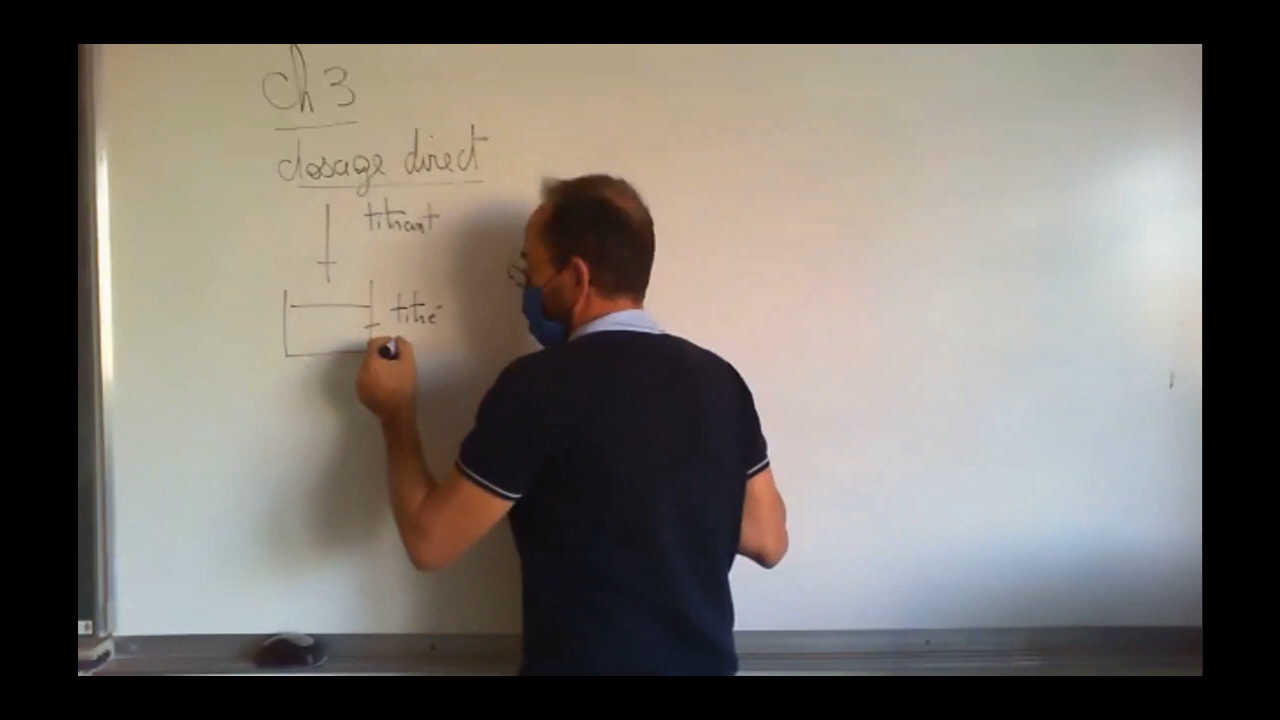 ch 3
dosage direct
titrant
titré